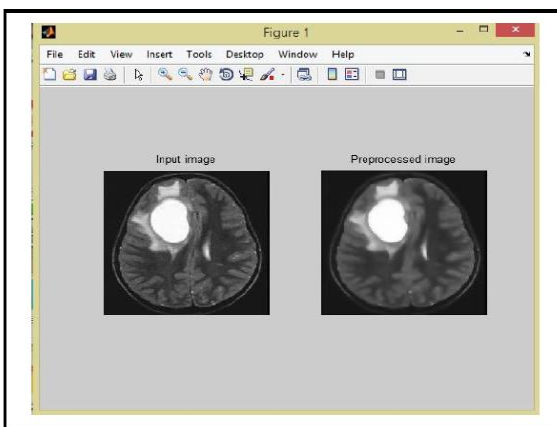 Figure 1
File Edit View Insert Tools Desktop Window Help
Input image Preprocessed image